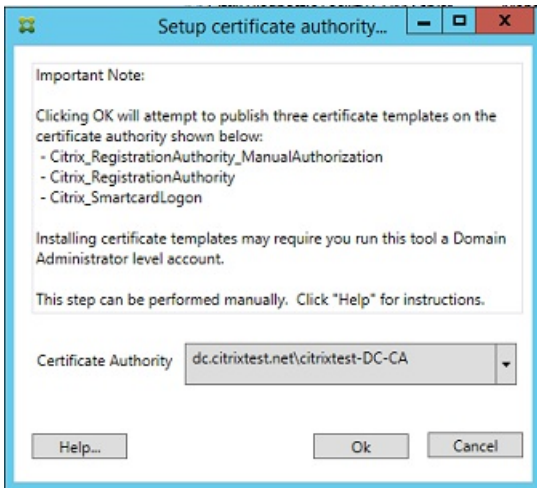 Setup certificate authority...
Important Note:
Clicking OK will attempt to publish three certificate templates on the
certificate authority shown below:
- Citrix_RegistrationAuthority_ManualAuthorization
- Citrix_RegistrationAuthority
- Citrix_SmartcardLogon
Installing certificate templates may require you run this tool a Domain
Administrator level account.
This step can be performed manually.  Click "Help" for instructions.
Certificate Authority dc.citrixtest.net\citrixtest-DC-CA
Help... Ok Cancel